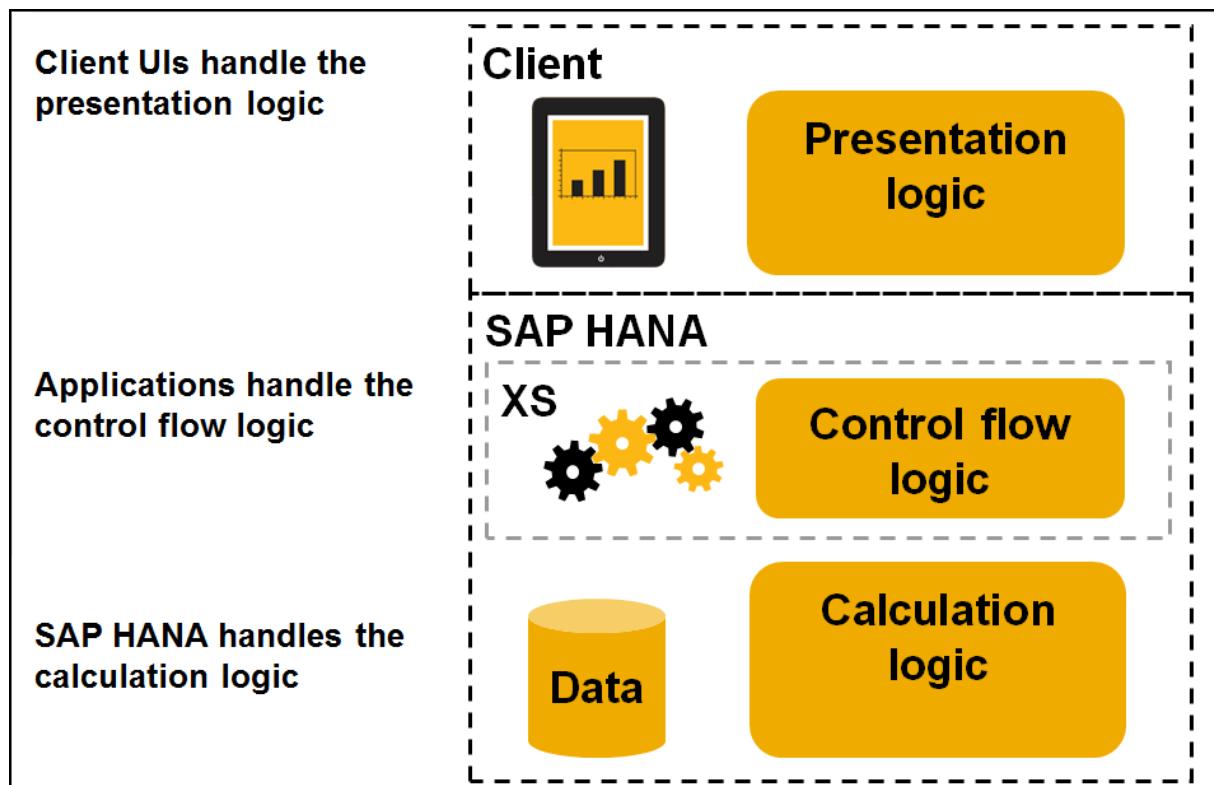 Client UIs handle the
presentation logic
Client
Presentation
logic
SAP HANA
Applications handle the
control flow logic
XS
Control flow
logic
SAP HANA handles the
calculation logic
Data
Calculation
logic